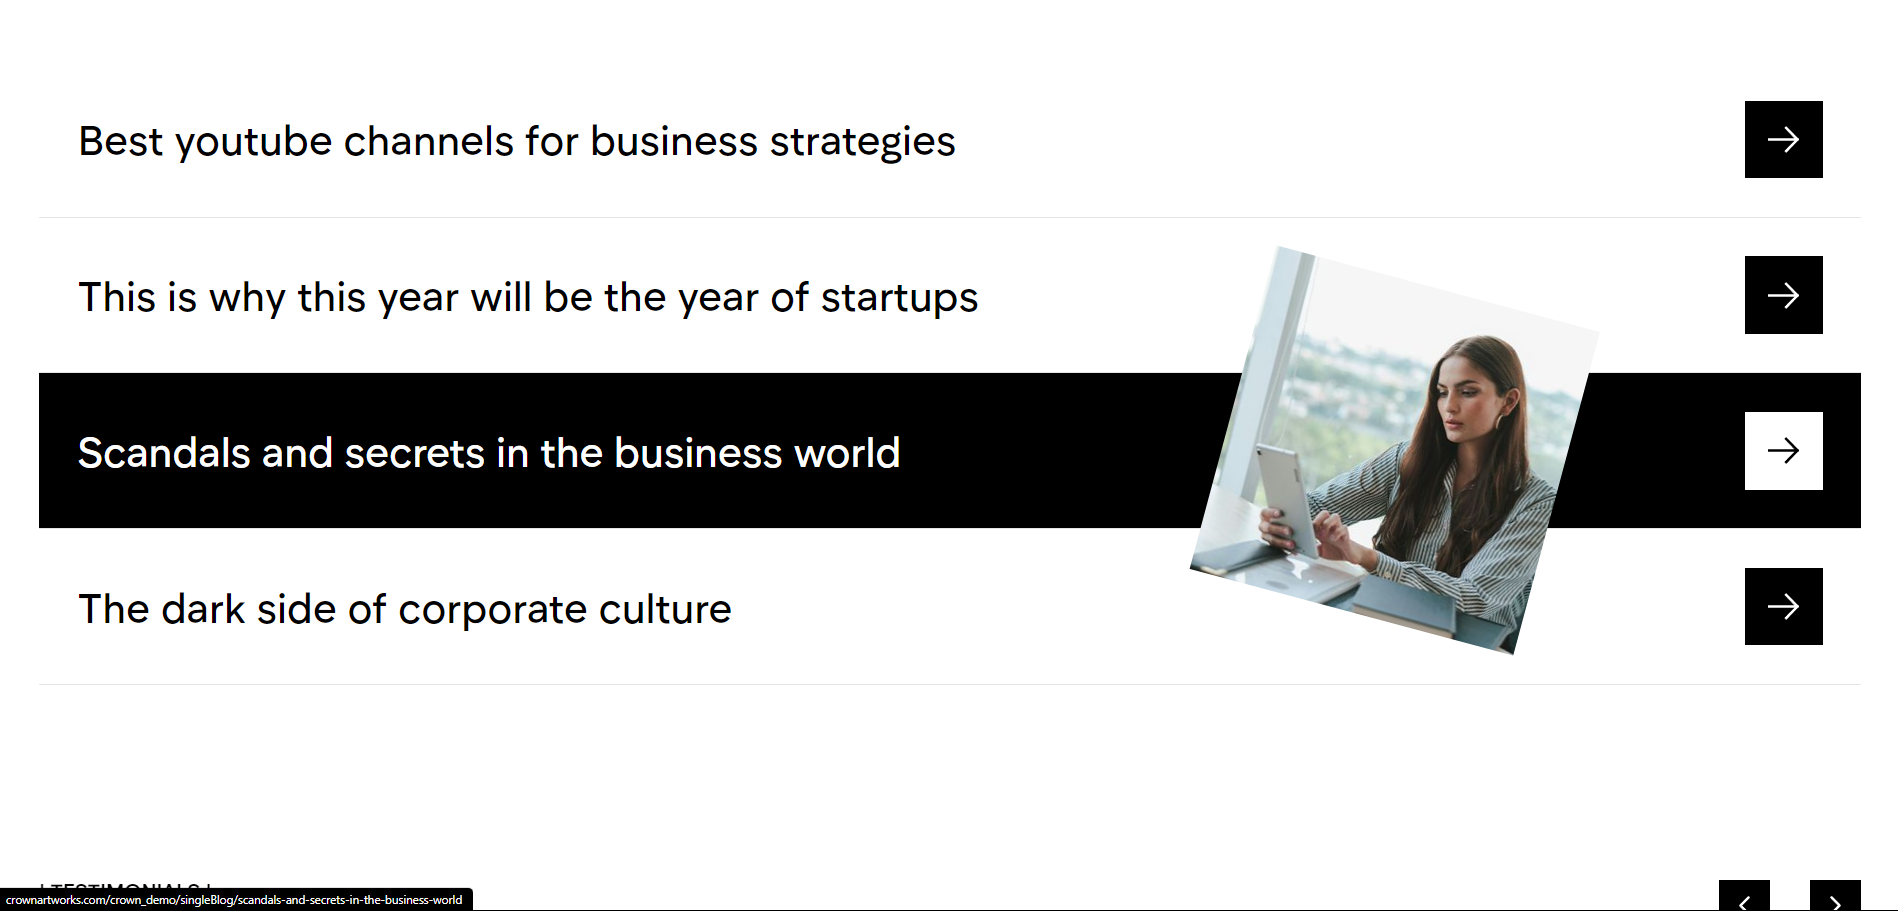 Best youtube channels for business strategies
This is why this year will be the year of startups
Scandals and secrets in the business world
The dark side of corporate culture
| TESTIMONIALS |
crownartworks.com/crown_demo/singleBlog/scandals-and-secrets-in-the-business-world